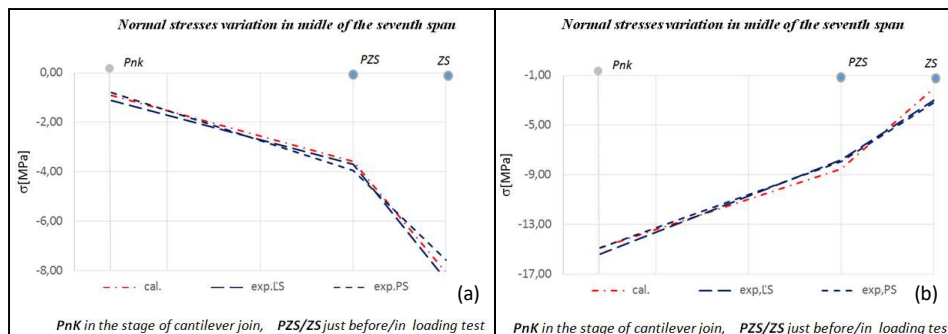 Normal stresses variation in midle of the seventh span
Pnk
PZS
ZS
0,00
-2,00
-4,00
-6,00
-8,00
σ[MPa]
cal.
exp.ĽS
exp.PS
(a)
PnK in the stage of cantilever join, PZS/ZS just before/in loading test
Normal stresses variation in midle of the seventh span
Pnk
PZS
ZS
-1,00
-5,00
-9,00
-13,00
-17,00
σ[MPa]
cal.
exp,ĽS
exp,PS
(b)
PnK in the stage of cantilever join, PZS/ZS just before/in loading test